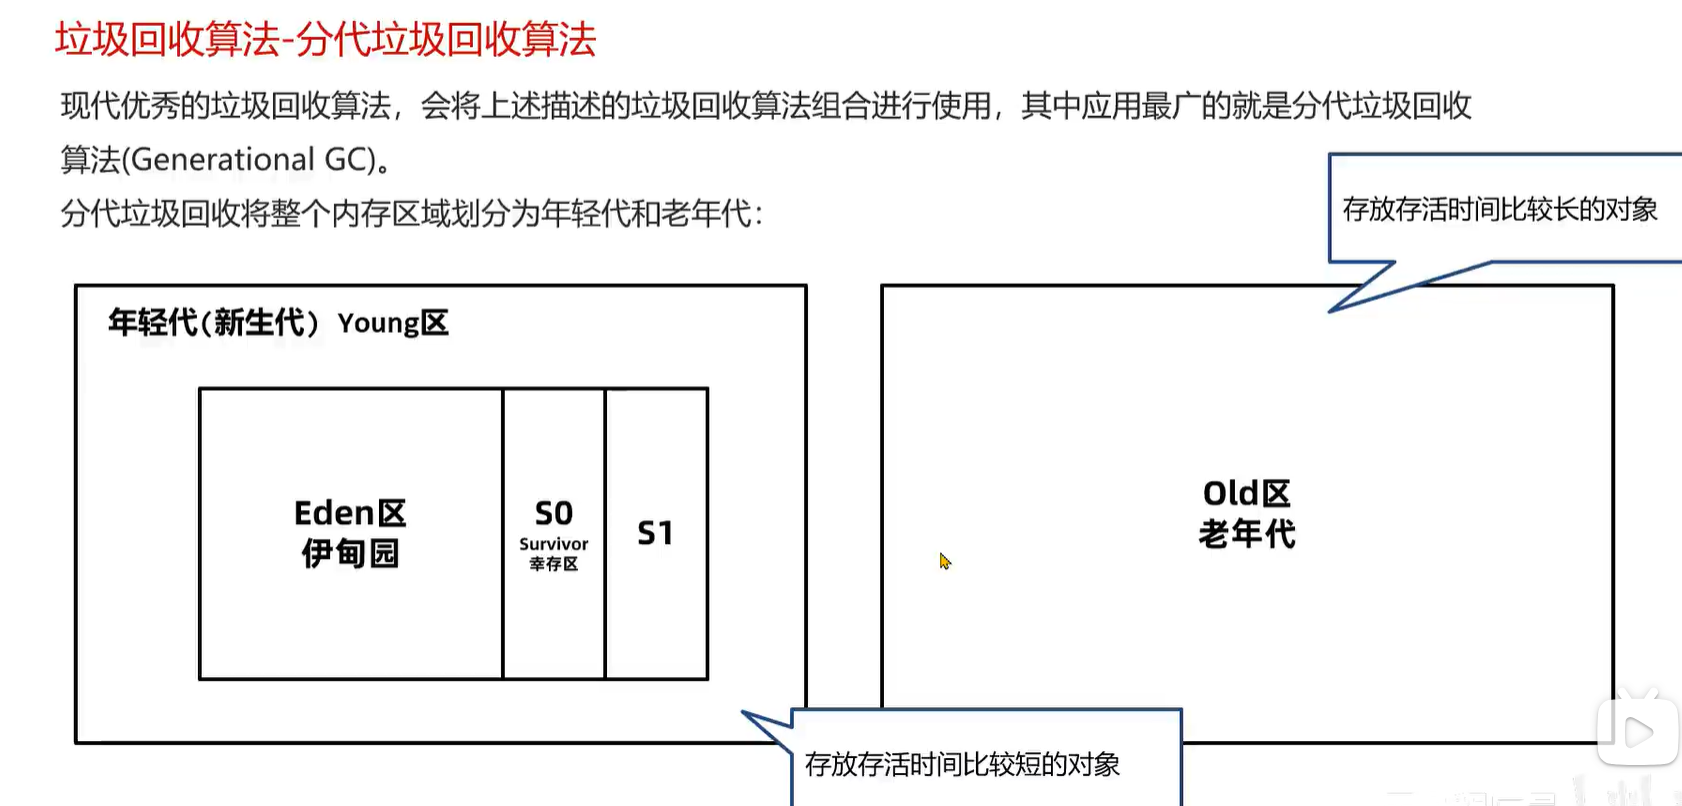 垃圾回收算法-分代垃圾回收算法
现代优秀的垃圾回收算法，会将上述描述的垃圾回收算法组合进行使用，其中应用最广的就是分代垃圾回收
算法(Generational GC)。
分代垃圾回收将整个内存区域划分为年轻代和老年代：
存放存活时间比较长的对象
年轻代(新生代） Young区
Eden区
伊甸园
S0
Survivor
幸存区
S1
Old区
老年代
存放存活时间比较短的对象